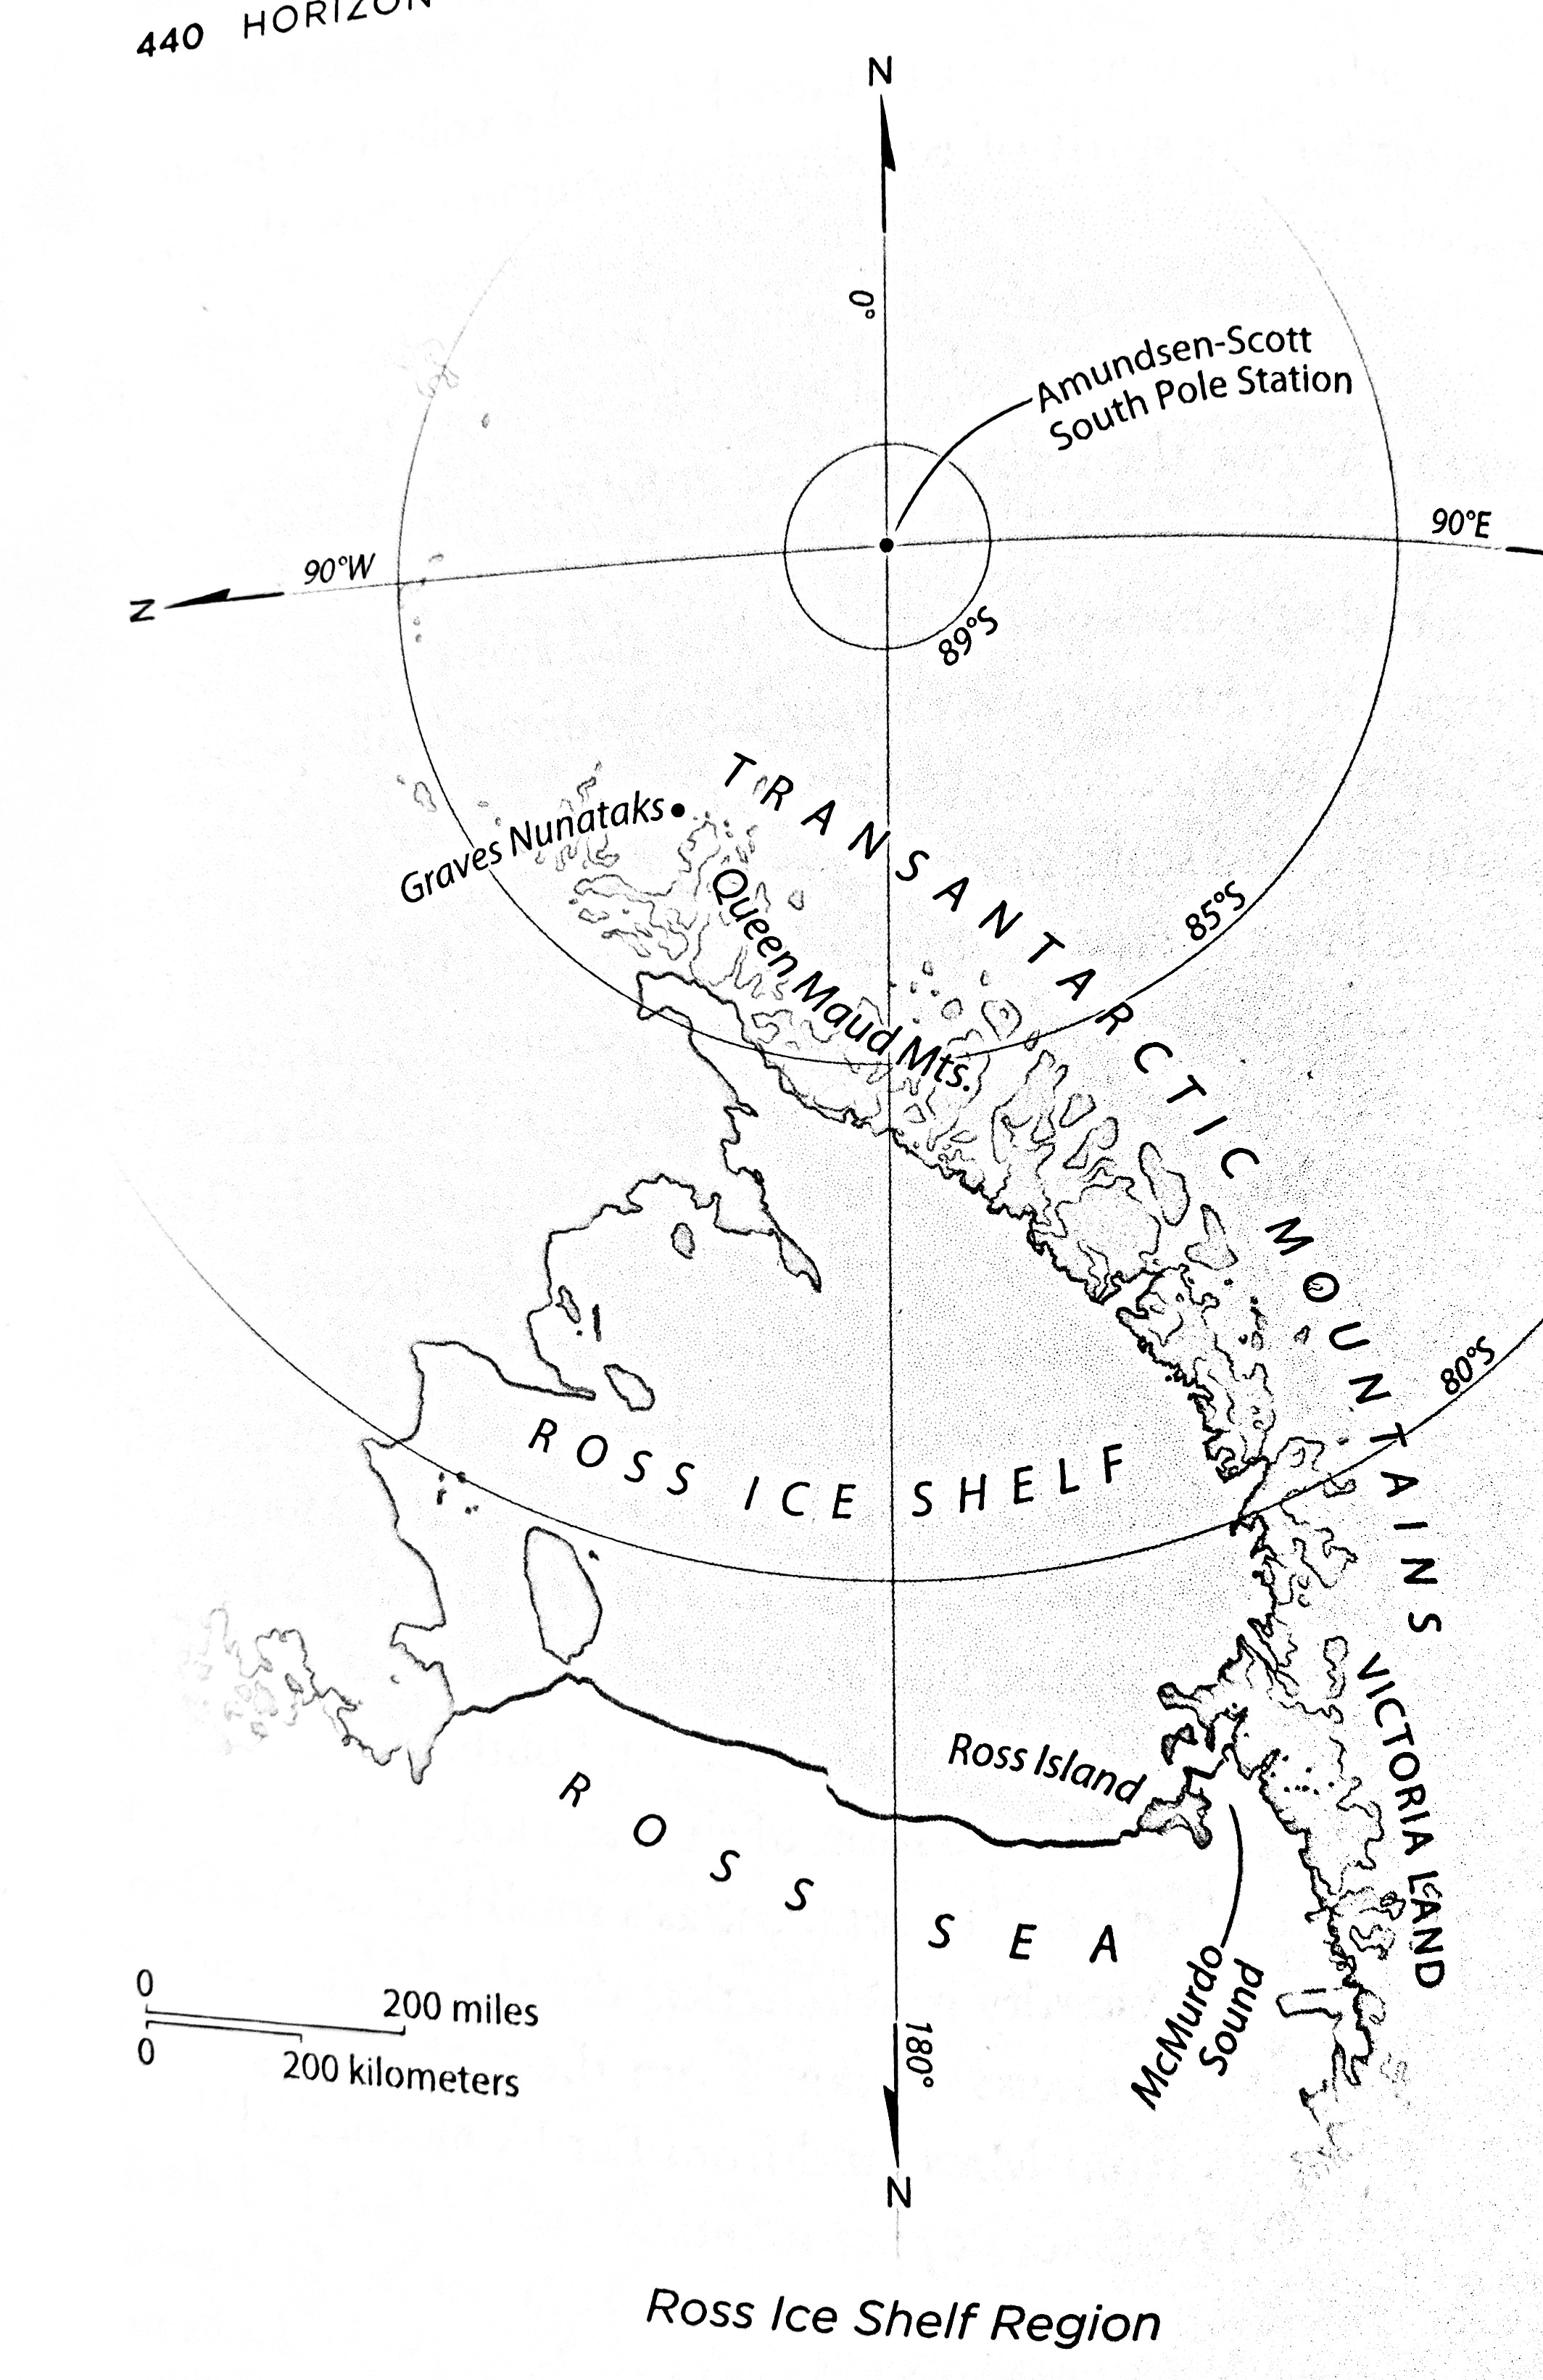 440 HORIZON
N
0°
Amundsen-Scott
South Pole Station
90°E
90°W
N
89°S
TRANSANTARCTIC MOUNTAINS
Graves Nunataks
Queen Maud Mts.
85°S
80°S
ROSS ICE SHELF
VICTORIA LAND
Ross Island
ROSS SEA
McMurdo
Sound
0
200 miles
0
200 kilometers
180°
N
Ross Ice Shelf Region